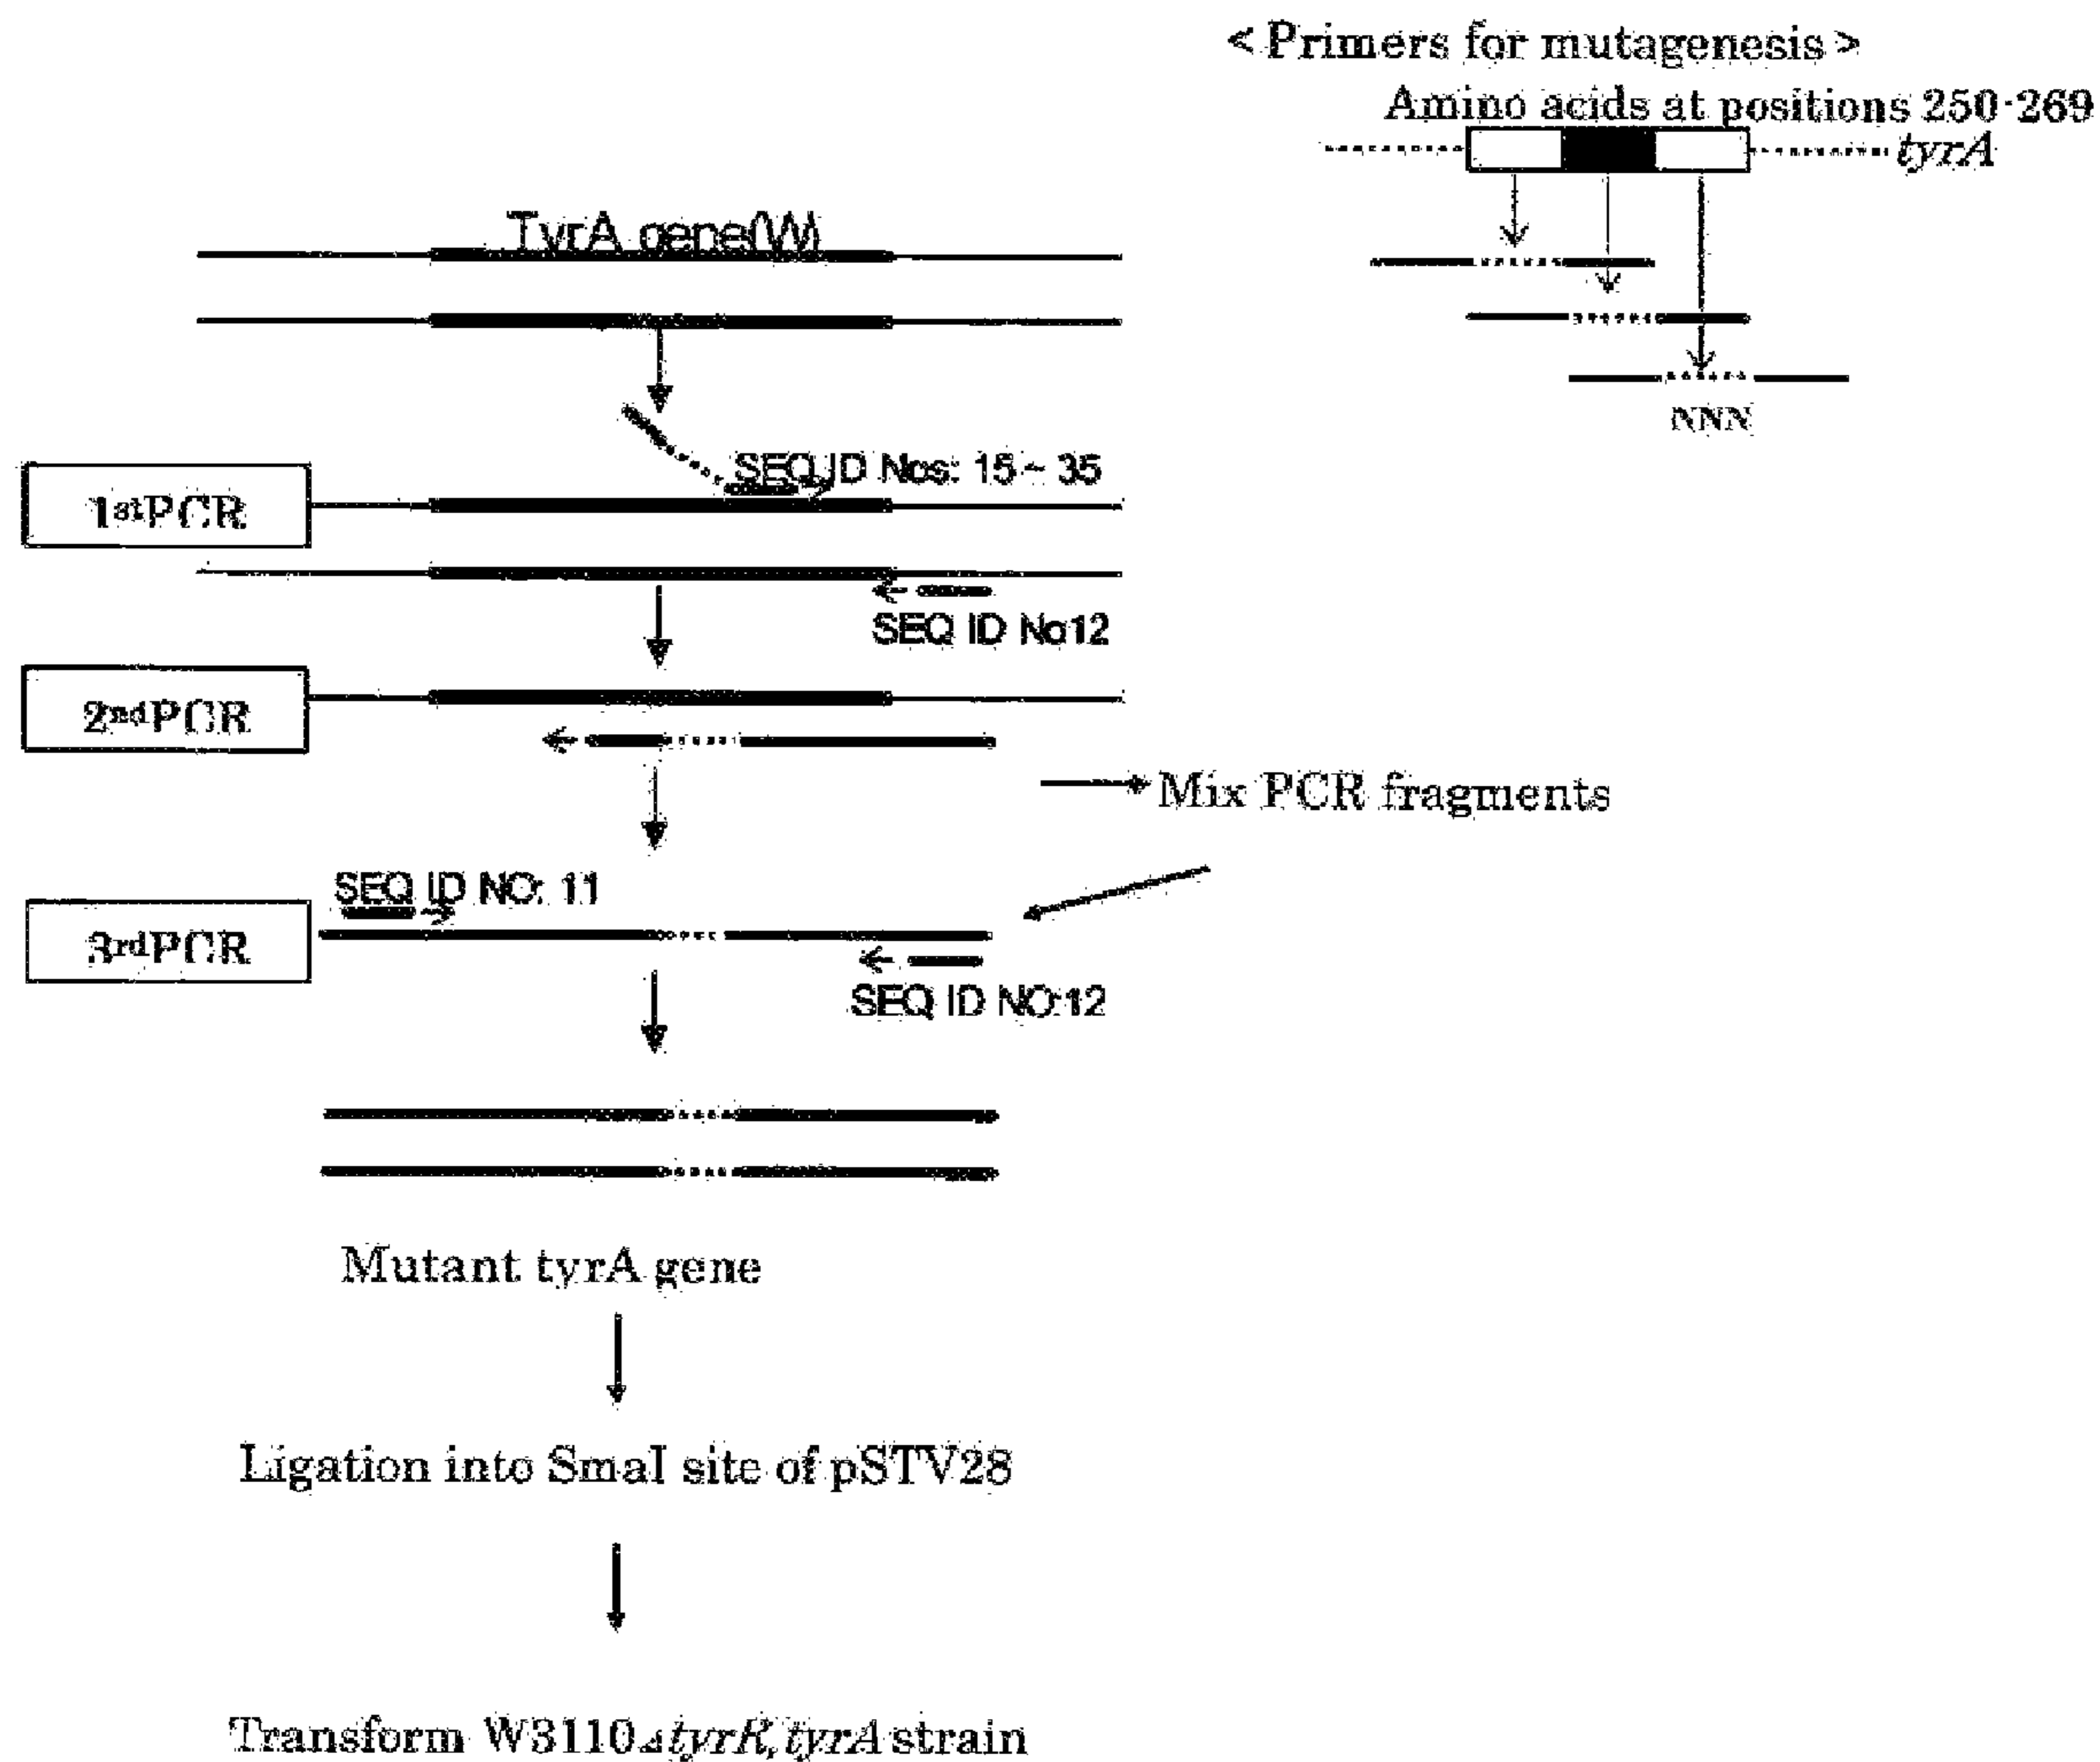 < Primers for mutagenesis >
Amino acids at positions 250-269
tyrA
TyrA gene(W)
NNN
SEQ ID Nos: 15 ~ 35
1stPCR
SEQ ID No12
2ndPCR
Mix PCR fragments
SEQ ID NO: 11
3rdPCR
SEQ ID NO:12
Mutant tyrA gene
Ligation into SmaI site of pSTV28
Transform W3110⊿tyrR,tyrA strain